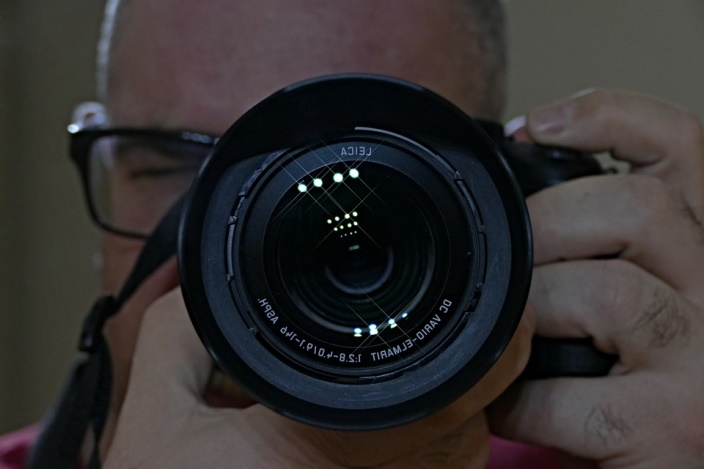 LEICA
DC VARIO-ELMARIT 1:2.8-4.0/9.1-146 ASPH.